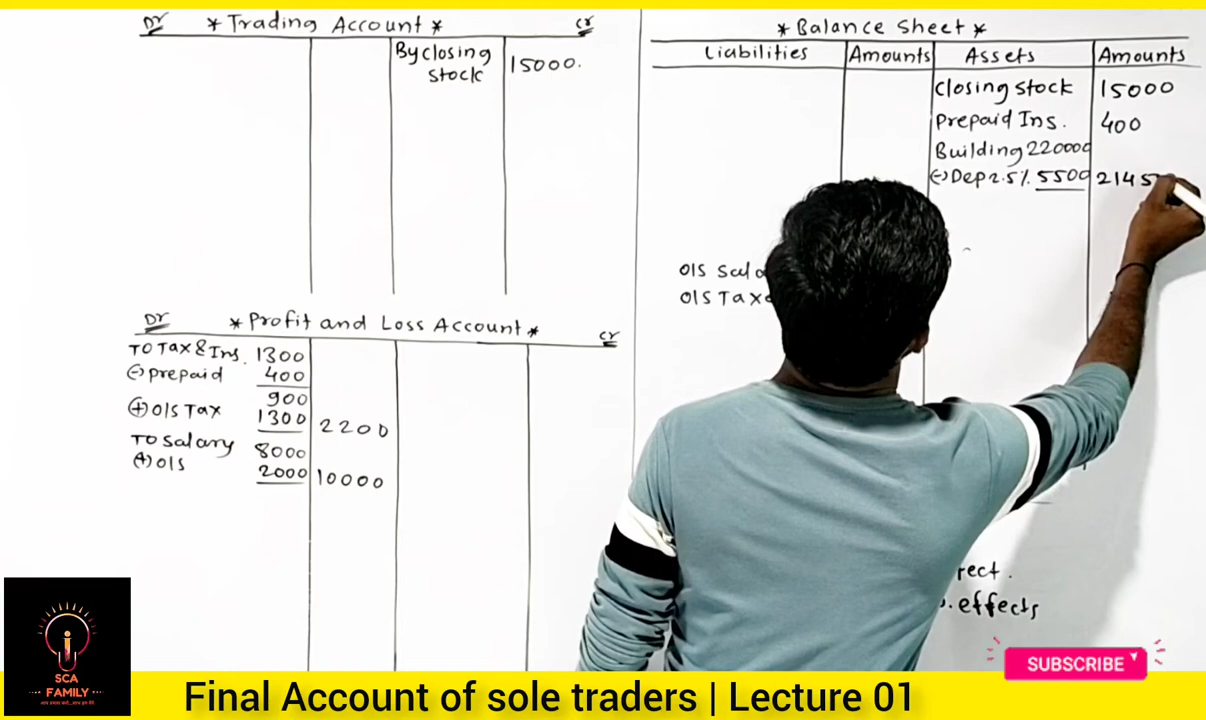 Dr * Trading Account * Cr
By closing stock 15000.
Dr * Profit and Loss Account * Cr
To Tax & Ins. 1300
(-) prepaid 400
900
(+) O/S Tax 1300 2200
To Salary 8000
(+) O/S 2000 10000
* Balance Sheet *
Liabilities Amounts Assets Amounts
Closing stock 15000
Prepaid Ins. 400
Building 220000
(-) Dep 2.5% 5500 2145
O/S
O/S Tax
rect.
effects
SCA
FAMILY
SUBSCRIBE
Final Account of sole traders | Lecture 01